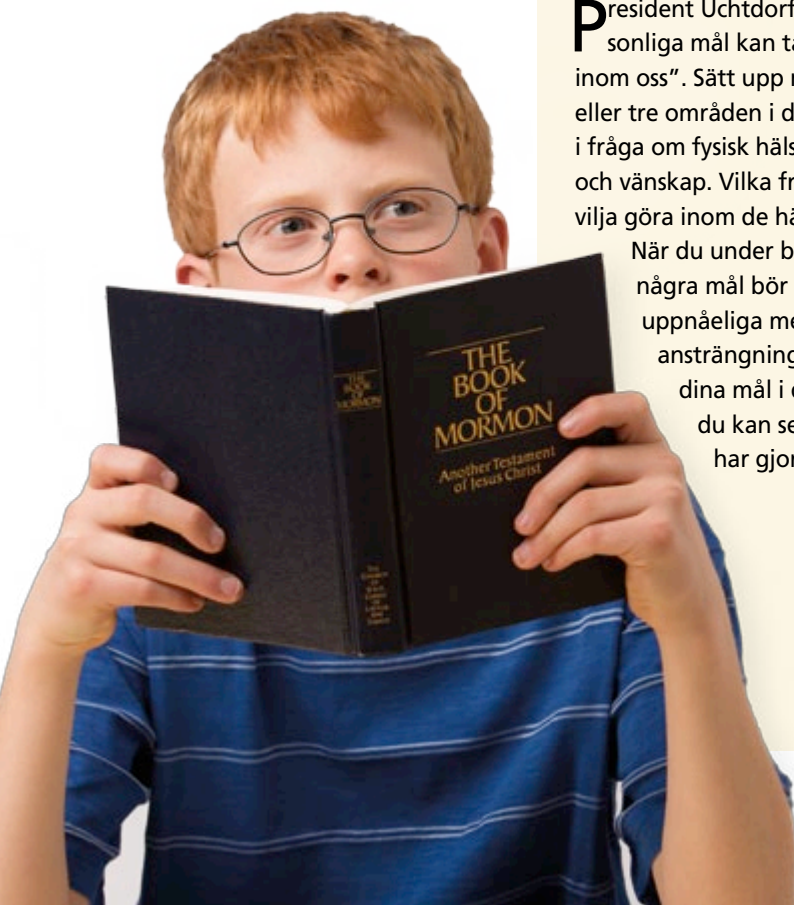 President Uchtdorf
sonliga mål kan ta
inom oss”. Sätt upp
eller tre områden i d
i fråga om fysisk häls
och vänskap. Vilka fr
vilja göra inom de hä
När du under b
några mål bör
uppnåeliga me
ansträngning
dina mål i
du kan se
har gjor
THE
BOOK
OF
MORMON
Another Testament
of Jesus Christ
THE
BOOK OF
MORMON